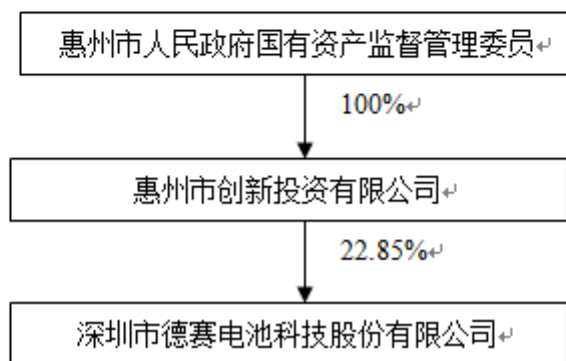 惠州市人民政府国有资产监督管理委员
100%
惠州市创新投资有限公司
22.85%
深圳市德赛电池科技股份有限公司